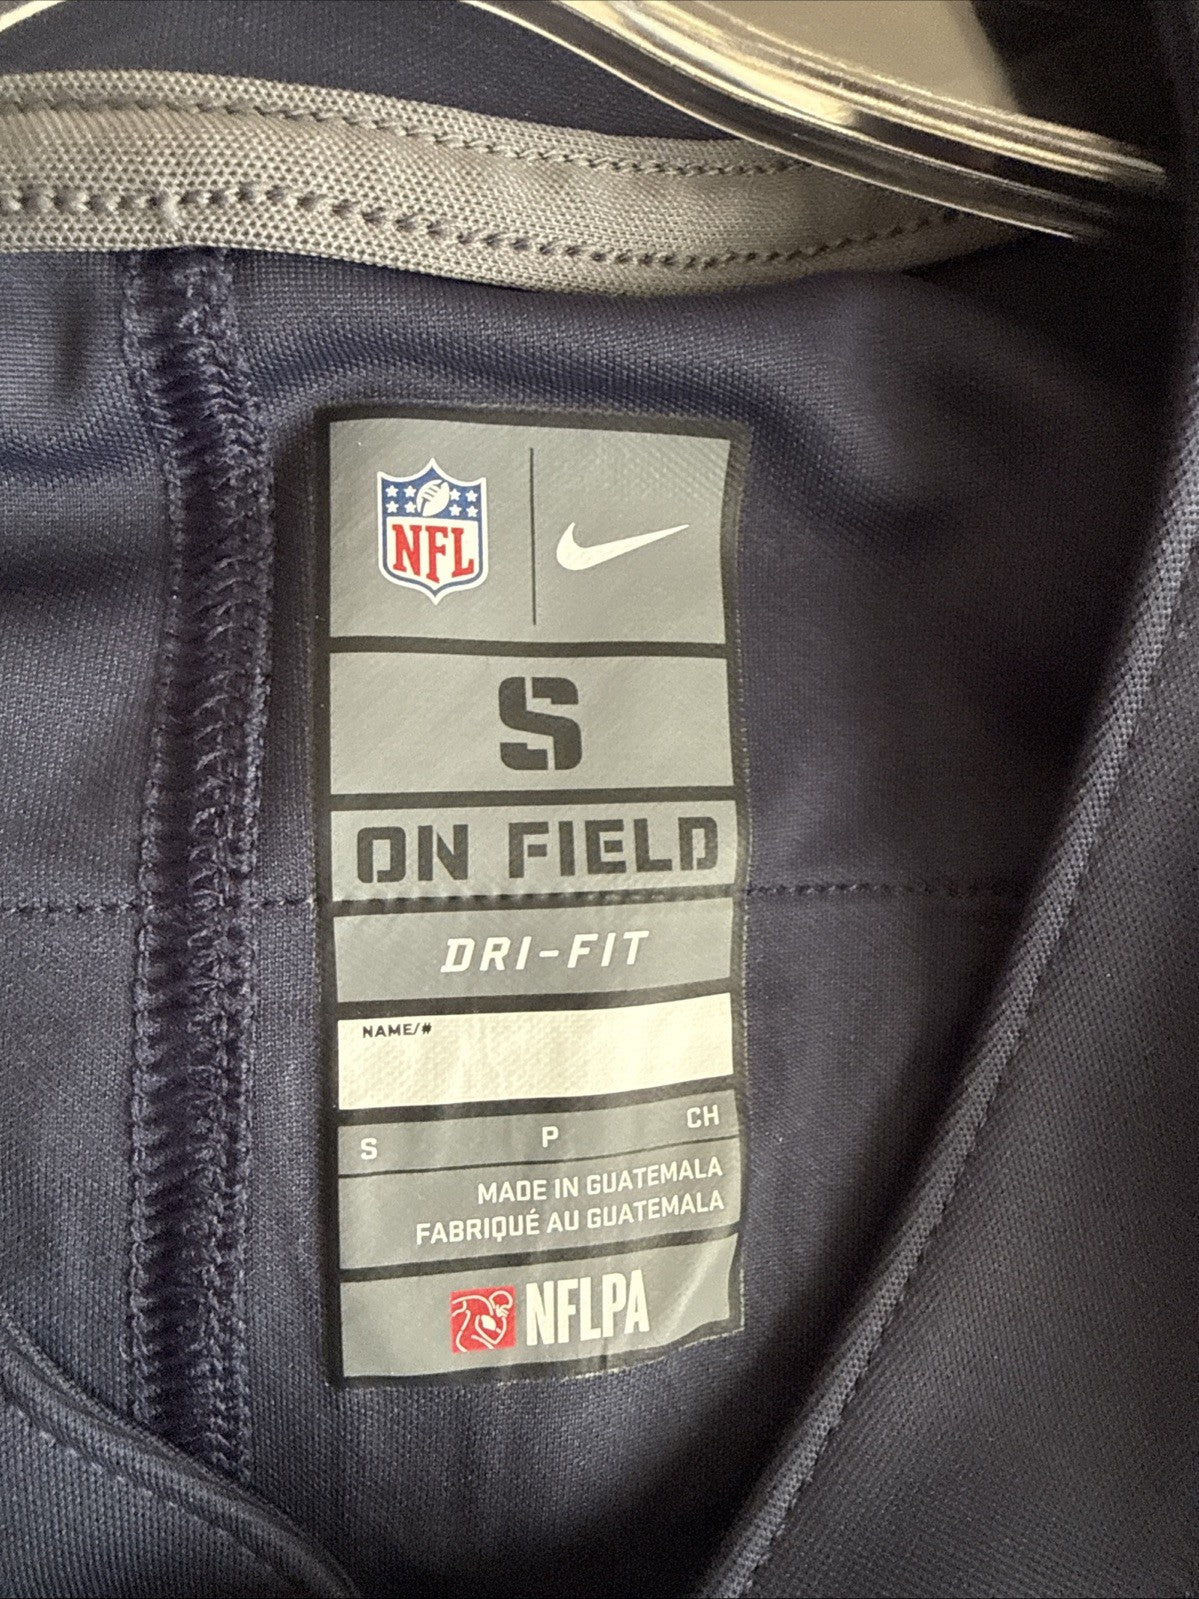 NFL
S
ON FIELD
DRI-FIT
NAME/#
S P CH
MADE IN GUATEMALA
FABRIQUÉ AU GUATEMALA
NFLPA